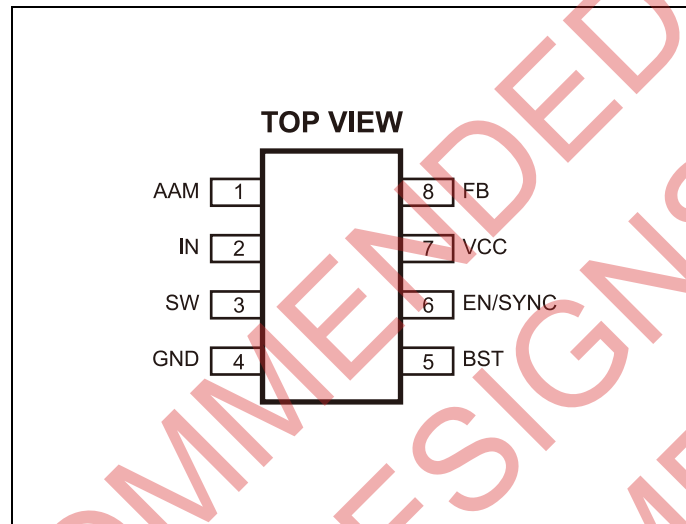 TOP VIEW
AAM 1 8 FB
IN 2 7 VCC
SW 3 6 EN/SYNC
GND 4 5 BST